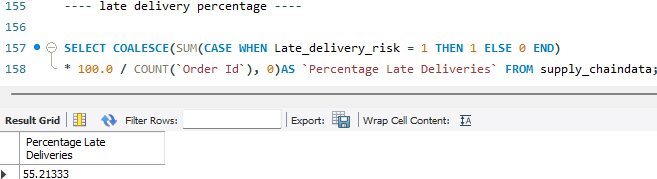 155 ---- late delivery percentage ----
156
157 SELECT COALESCE(SUM(CASE WHEN Late_delivery_risk = 1 THEN 1 ELSE 0 END)
158 * 100.0 / COUNT(`Order Id`), 0)AS `Percentage Late Deliveries` FROM supply_chaindata;
Result Grid Filter Rows: Export: Wrap Cell Content:
Percentage Late
Deliveries
55.21333